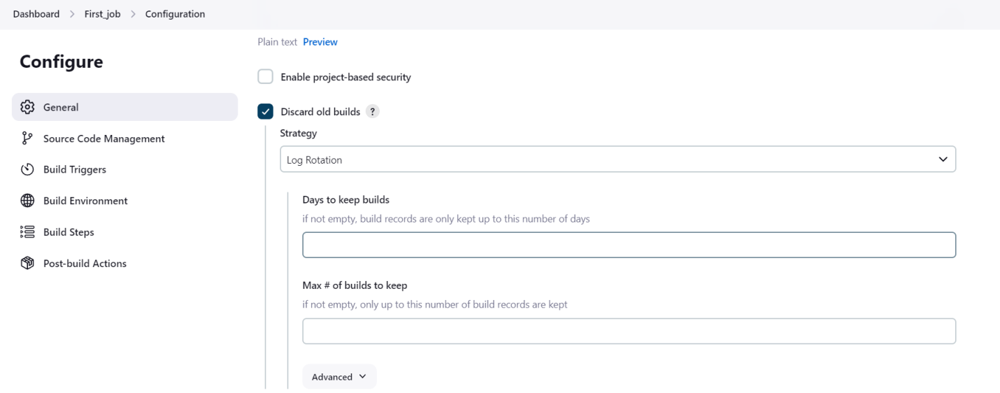 Dashboard > First_job > Configuration
Configure
General
Source Code Management
Build Triggers
Build Environment
Build Steps
Post-build Actions
Plain text Preview
Enable project-based security
Discard old builds ?
Strategy
Log Rotation
Days to keep builds
if not empty, build records are only kept up to this number of days
Max # of builds to keep
if not empty, only up to this number of build records are kept
Advanced